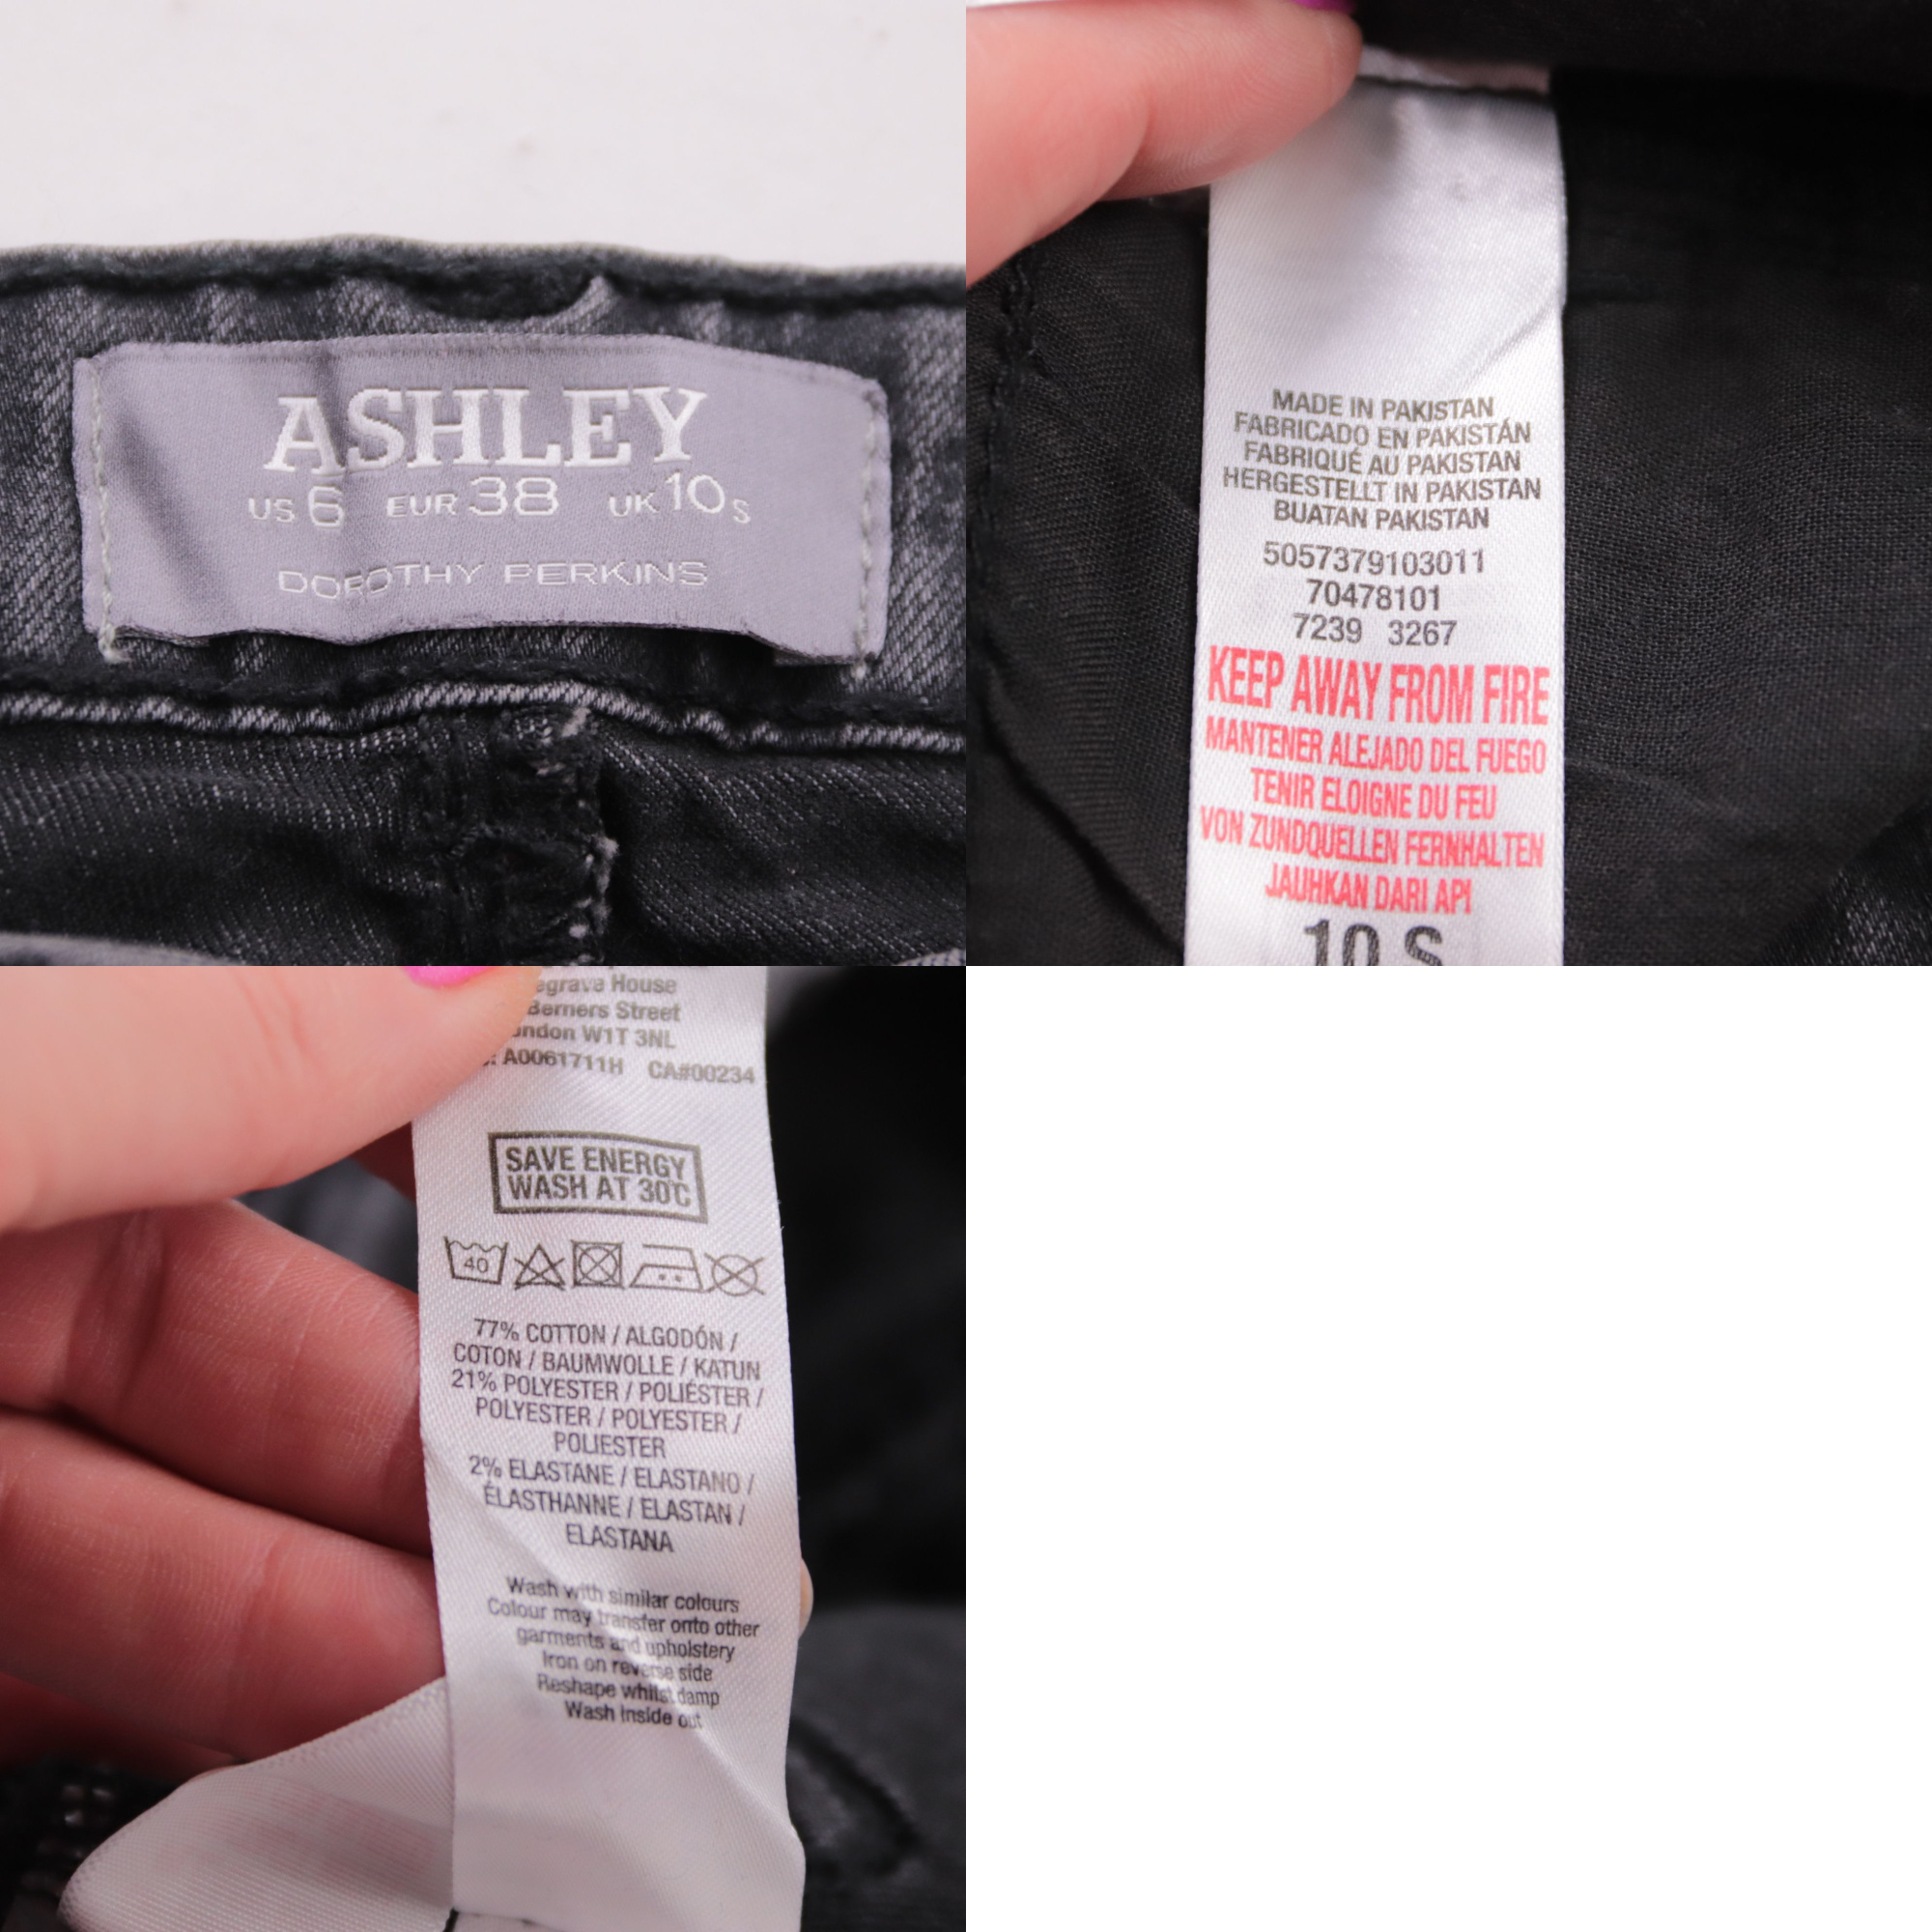 ASHLEY
US 6 EUR 38 UK 10 S
DOROTHY PERKINS
MADE IN PAKISTAN
FABRICADO EN PAKISTÁN
FABRIQUÉ AU PAKISTAN
HERGESTELLT IN PAKISTAN
BUATAN PAKISTAN
5057379103011
70478101
7239 3267
KEEP AWAY FROM FIRE
MANTENER ALEJADO DEL FUEGO
TENIR ELOIGNE DU FEU
VON ZUNDQUELLEN FERNHALTEN
JAUHKAN DARI API
10 S
House
Berners Street
W1T 3NL
A0061711H CA#00234
SAVE ENERGY
WASH AT 30°C
40
77% COTTON / ALGODÓN /
COTON / BAUMWOLLE / KATUN
21% POLYESTER / POLIÉSTER /
POLYESTER / POLYESTER /
POLIESTER
2% ELASTANE / ELASTANO /
ÉLASTHANNE / ELASTAN /
ELASTANA
Wash with similar colours
Colour may transfer onto other
garments and upholstery
Iron on reverse side
Reshape whilst damp
Wash inside out